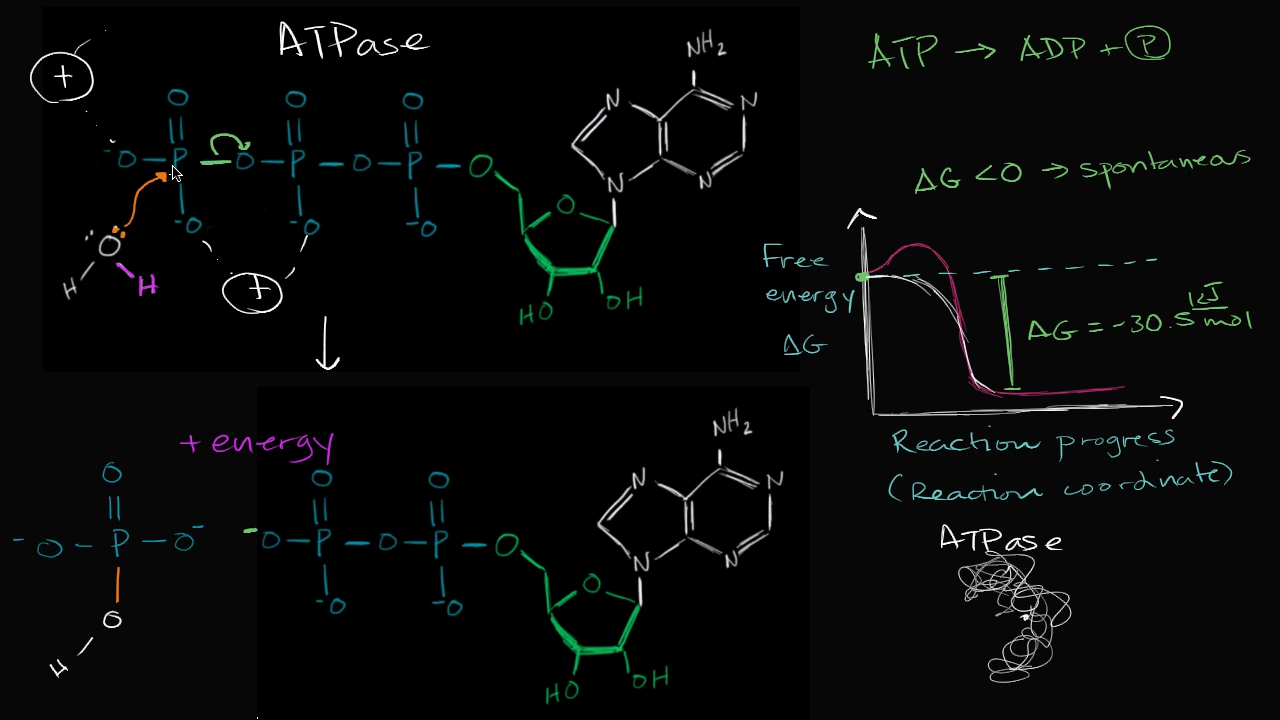 ATPase
ATP → ADP + P
NH₂
+
O O O
N N
⁻O – P – O – P – O – P – O
N N
⁻O ⁻O ⁻O
O
O
H H
+
HO OH
ΔG < 0 → spontaneous
Free
energy
ΔG
ΔG = -30.5 kJ/mol
Reaction progress
(Reaction coordinate)
ATPase
+ energy
NH₂
O O O
N N
⁻O – P – O⁻ ⁻O – P – O – P – O
N N
O ⁻O ⁻O
O
H
HO OH